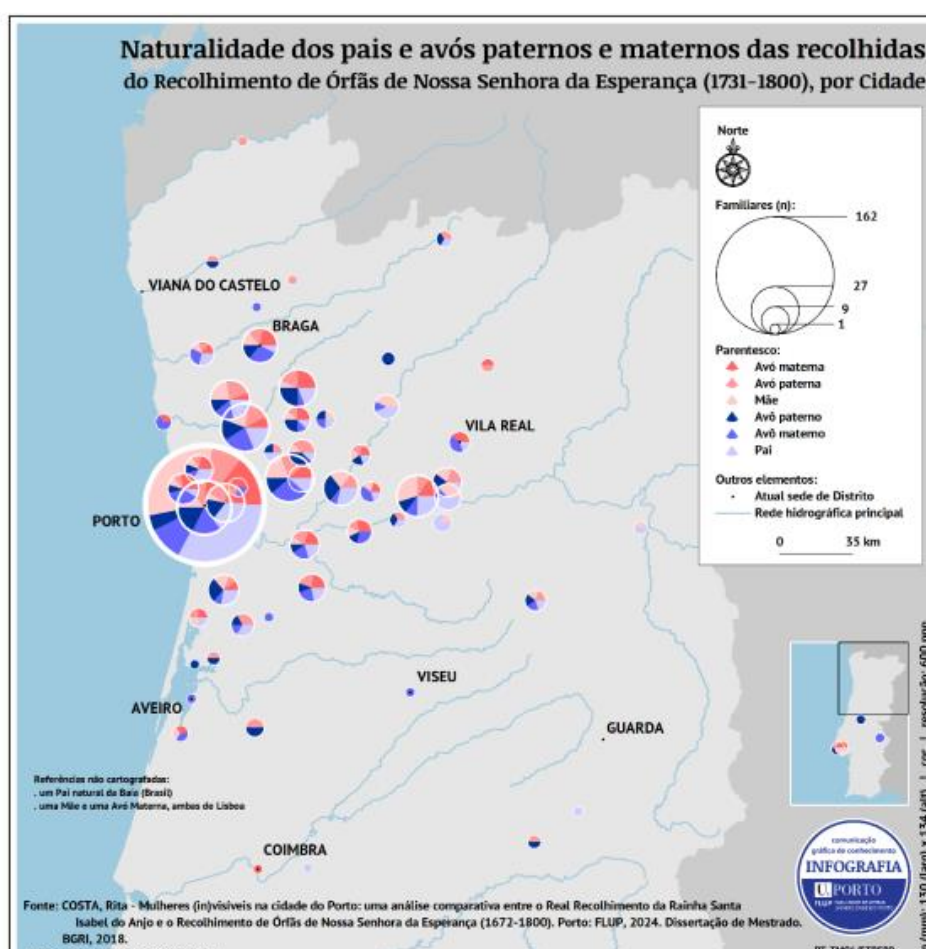 Naturalidade dos pais e avós paternos e maternos das recolhidas
do Recolhimento de Órfãs de Nossa Senhora da Esperança (1731-1800), por Cidade
Norte
Familiares (n):
162
27
9
1
Parentesco:
Avó materna
Avó paterna
Mãe
Avô paterno
Avô materno
Pai
Outros elementos:
Atual sede de Distrito
Rede hidrográfica principal
0 35 km
VIANA DO CASTELO
BRAGA
VILA REAL
PORTO
VISEU
AVEIRO
GUARDA
COIMBRA
Referências não cartografadas:
. um Pai natural da Baía (Brasil)
. uma Mãe e uma Avó Materna, ambas de Lisboa
comunicação
gráfica do conhecimento
INFOGRAFIA
U.PORTO
FLUP
Fonte: COSTA, Rita - Mulheres (in)visíveis na cidade do Porto: uma análise comparativa entre o Real Recolhimento da Rainha Santa
Isabel do Anjo e o Recolhimento de Órfãs de Nossa Senhora da Esperança (1672-1800). Porto: FLUP, 2024. Dissertação de Mestrado.
BGRI, 2018.